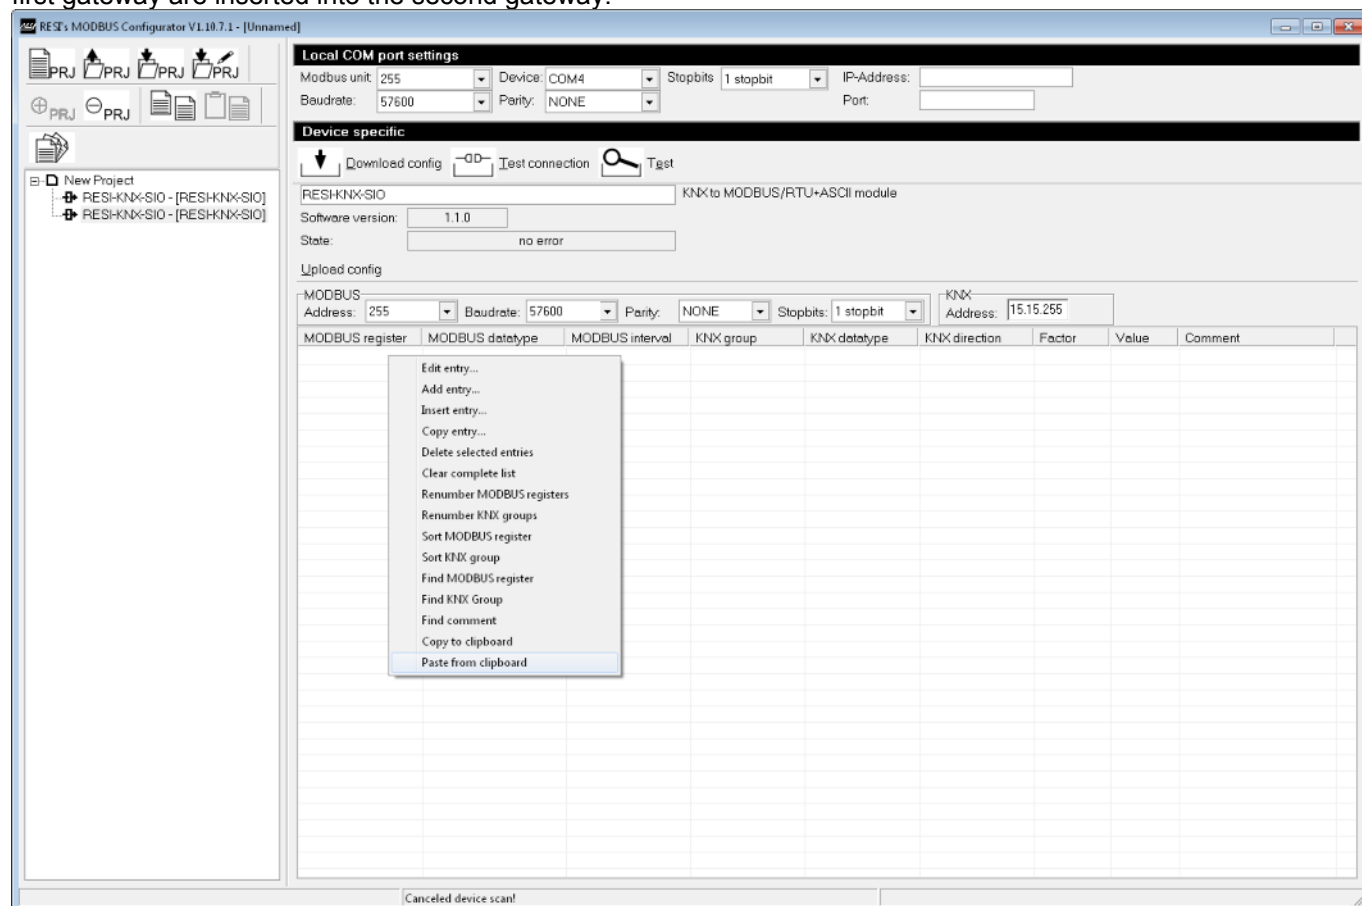 first gateway are inserted into the second gateway.
RESI's MODBUS Configurator V1.10.7.1 - [Unnamed]
PRJ PRJ PRJ PRJ
PRJ PRJ
New Project
RESI-KNX-SIO - [RESI-KNX-SIO]
RESI-KNX-SIO - [RESI-KNX-SIO]
Local COM port settings
Modbus unit: 255 Device: COM4 Stopbits 1 stopbit IP-Address:
Baudrate: 57600 Parity: NONE Port:
Device specific
Download config Test connection Test
RESI-KNX-SIO KNX to MODBUS/RTU+ASCII module
Software version: 1.1.0
State: no error
Upload config
MODBUS KNX
Address: 255 Baudrate: 57600 Parity: NONE Stopbits: 1 stopbit Address: 15.15.255
MODBUS register MODBUS datatype MODBUS interval KNX group KNX datatype KNX direction Factor Value Comment
Edit entry...
Add entry...
Insert entry...
Copy entry...
Delete selected entries
Clear complete list
Renumber MODBUS registers
Renumber KNX groups
Sort MODBUS register
Sort KNX group
Find MODBUS register
Find KNX Group
Find comment
Copy to clipboard
Paste from clipboard
Canceled device scan!